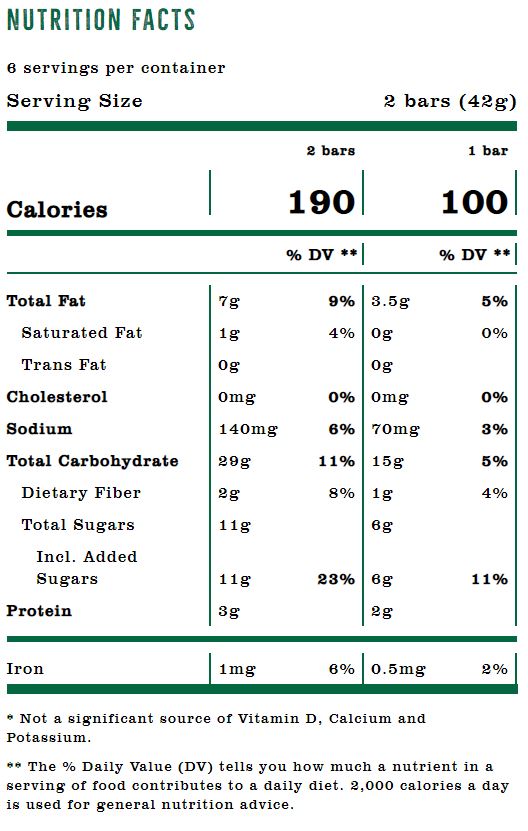 NUTRITION FACTS
6 servings per container
Serving Size 2 bars (42g)
2 bars 1 bar
Calories 190 100
% DV ** % DV **
Total Fat 7g 9% 3.5g 5%
Saturated Fat 1g 4% 0g 0%
Trans Fat 0g 0g
Cholesterol 0mg 0% 0mg 0%
Sodium 140mg 6% 70mg 3%
Total Carbohydrate 29g 11% 15g 5%
Dietary Fiber 2g 8% 1g 4%
Total Sugars 11g 6g
Incl. Added
Sugars 11g 23% 6g 11%
Protein 3g 2g
Iron 1mg 6% 0.5mg 2%
* Not a significant source of Vitamin D, Calcium and
Potassium.
** The % Daily Value (DV) tells you how much a nutrient in a
serving of food contributes to a daily diet. 2,000 calories a day
is used for general nutrition advice.